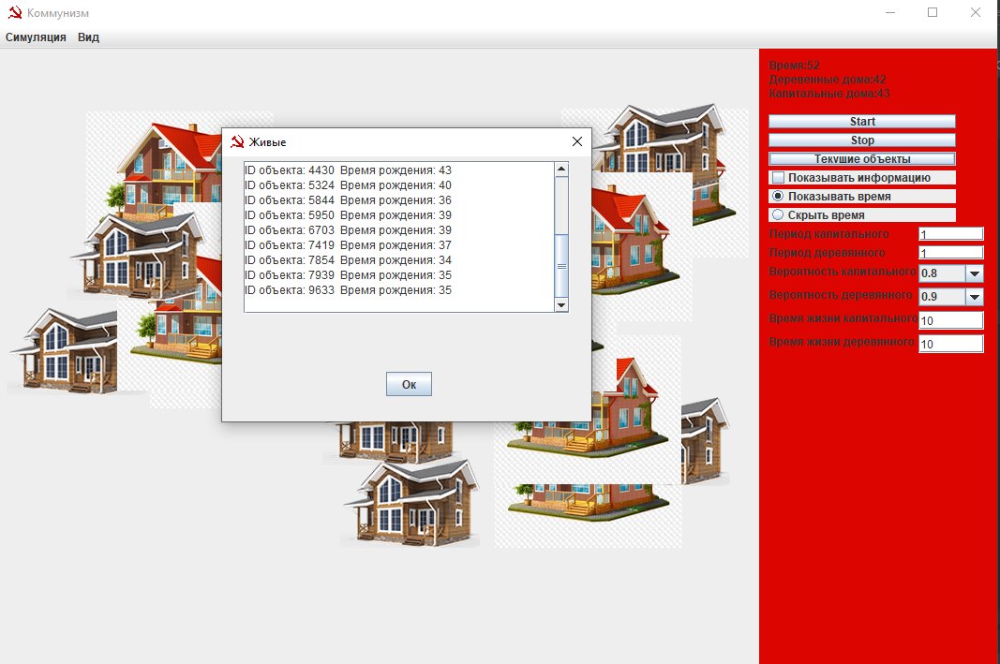 Коммунизм
Симуляция Вид
Время:52
Деревенные дома:42
Капитальные дома:43
Start
Stop
Текущие объекты
Показывать информацию
Показывать время
Скрыть время
Период капитального 1
Период деревянного 1
Вероятность капитального 0.8
Вероятность деревянного 0.9
Время жизни капитального 10
Время жизни деревянного 10
Живые
ID объекта: 4430 Время рождения: 43
ID объекта: 5324 Время рождения: 40
ID объекта: 5844 Время рождения: 36
ID объекта: 5950 Время рождения: 39
ID объекта: 6703 Время рождения: 39
ID объекта: 7419 Время рождения: 37
ID объекта: 7854 Время рождения: 34
ID объекта: 7939 Время рождения: 35
ID объекта: 9633 Время рождения: 35
Ок